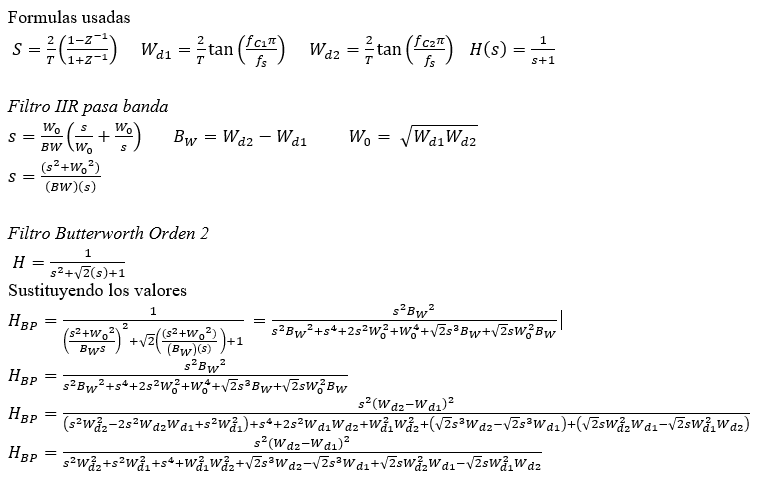 Formulas usadas
S = \frac{2}{T}\left(\frac{1-Z^{-1}}{1+Z^{-1}}\right) W_{d1} = \frac{2}{T}\tan\left(\frac{f_{C1}\pi}{f_s}\right) W_{d2} = \frac{2}{T}\tan\left(\frac{f_{C2}\pi}{f_s}\right) H(s) = \frac{1}{s+1}
Filtro IIR pasa banda
s = \frac{W_0}{BW}\left(\frac{s}{W_0}+\frac{W_0}{s}\right) B_W = W_{d2} - W_{d1} W_0 = \sqrt{W_{d1}W_{d2}}
s = \frac{(s^2+W_0{}^2)}{(BW)(s)}
Filtro Butterworth Orden 2
H = \frac{1}{s^2+\sqrt{2}(s)+1}
Sustituyendo los valores
H_{BP} = \frac{1}{\left(\frac{(s^2+W_0{}^2)}{B_W s}\right)^2+\sqrt{2}\left(\frac{(s^2+W_0{}^2)}{(B_W)(s)}\right)+1} = \frac{s^2B_W{}^2}{s^2B_W{}^2+s^4+2s^2W_0^2+W_0^4+\sqrt{2}s^3B_W+\sqrt{2}sW_0^2B_W}
H_{BP} = \frac{s^2B_W{}^2}{s^2B_W{}^2+s^4+2s^2W_0^2+W_0^4+\sqrt{2}s^3B_W+\sqrt{2}sW_0^2B_W}
H_{BP} = \frac{s^2(W_{d2}-W_{d1})^2}{(s^2W_{d2}^2-2s^2W_{d2}W_{d1}+s^2W_{d1}^2)+s^4+2s^2W_{d1}W_{d2}+W_{d1}^2W_{d2}^2+(\sqrt{2}s^3W_{d2}-\sqrt{2}s^3W_{d1})+(\sqrt{2}sW_{d2}^2W_{d1}-\sqrt{2}sW_{d1}^2W_{d2})}
H_{BP} = \frac{s^2(W_{d2}-W_{d1})^2}{s^2W_{d2}^2+s^2W_{d1}^2+s^4+W_{d1}^2W_{d2}^2+\sqrt{2}s^3W_{d2}-\sqrt{2}s^3W_{d1}+\sqrt{2}sW_{d2}^2W_{d1}-\sqrt{2}sW_{d1}^2W_{d2}}